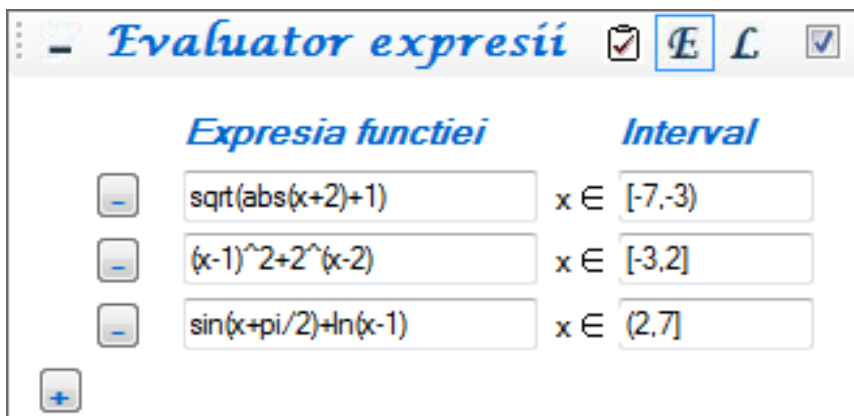 Evaluator expresii E L
Expresia functiei Interval
sqrt(abs(x+2)+1) x ∈ [-7,-3)
(x-1)^2+2^(x-2) x ∈ [-3,2]
sin(x+pi/2)+ln(x-1) x ∈ (2,7]